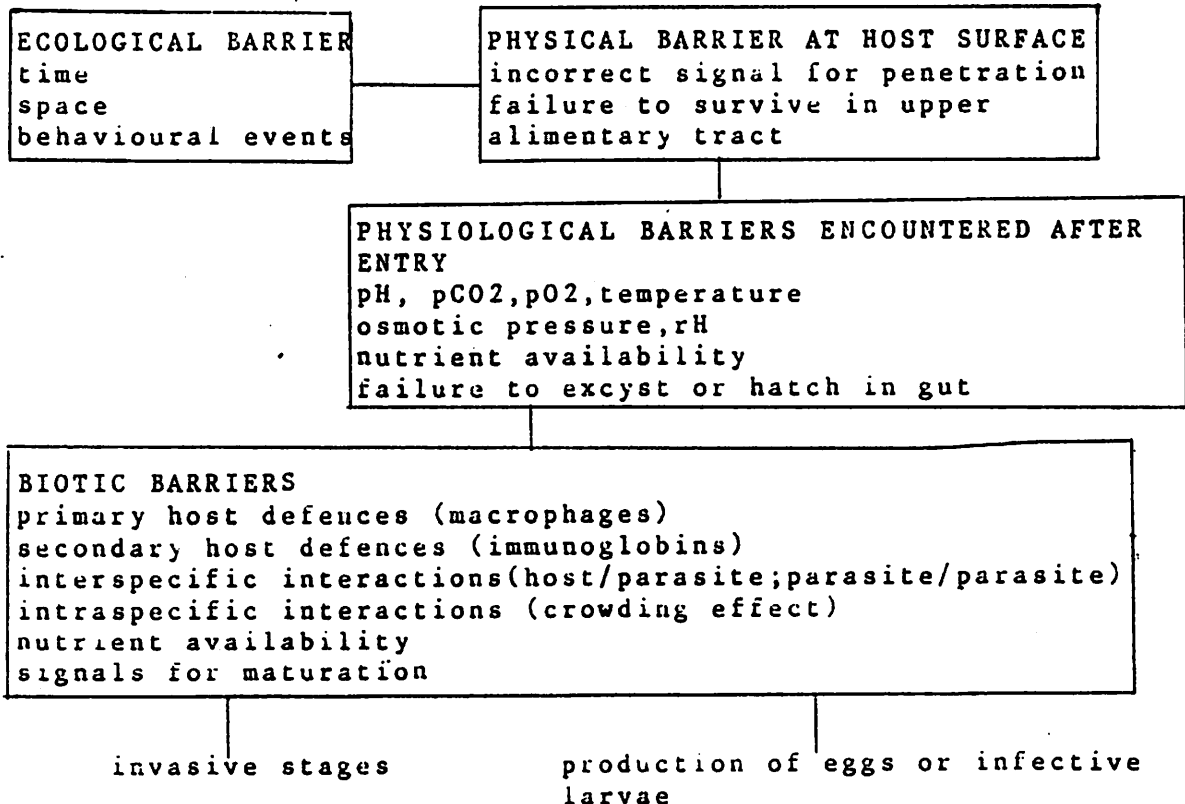 ECOLOGICAL BARRIER
time
space
behavioural events
PHYSICAL BARRIER AT HOST SURFACE
incorrect signal for penetration
failure to survive in upper
alimentary tract
PHYSIOLOGICAL BARRIERS ENCOUNTERED AFTER
ENTRY
pH, pCO2,pO2,temperature
osmotic pressure,rH
nutrient availability
failure to excyst or hatch in gut
BIOTIC BARRIERS
primary host defences (macrophages)
secondary host defences (immunoglobins)
interspecific interactions(host/parasite;parasite/parasite)
intraspecific interactions (crowding effect)
nutrient availability
signals for maturation
invasive stages
production of eggs or infective
larvae